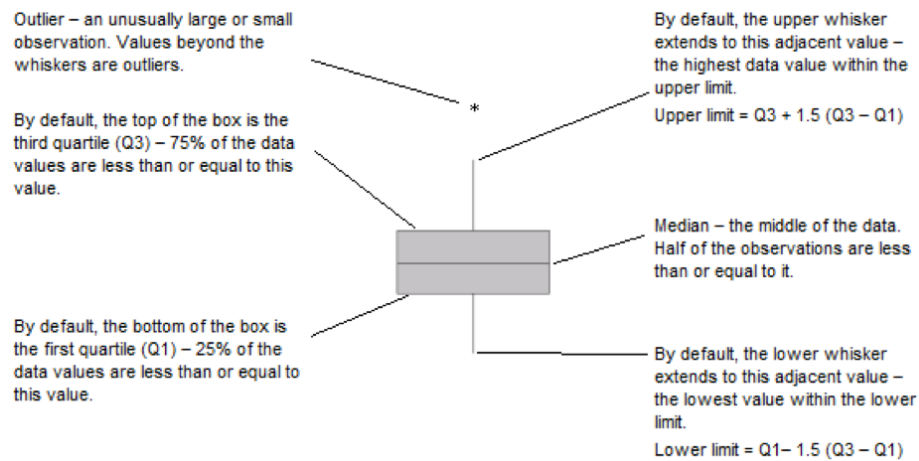 Outlier – an unusually large or small
observation. Values beyond the
whiskers are outliers.
By default, the top of the box is the
third quartile (Q3) – 75% of the data
values are less than or equal to this
value.
By default, the bottom of the box is
the first quartile (Q1) – 25% of the
data values are less than or equal to
this value.
*
By default, the upper whisker
extends to this adjacent value –
the highest data value within the
upper limit.
Upper limit = Q3 + 1.5 (Q3 – Q1)
Median – the middle of the data.
Half of the observations are less
than or equal to it.
By default, the lower whisker
extends to this adjacent value –
the lowest value within the lower
limit.
Lower limit = Q1– 1.5 (Q3 – Q1)